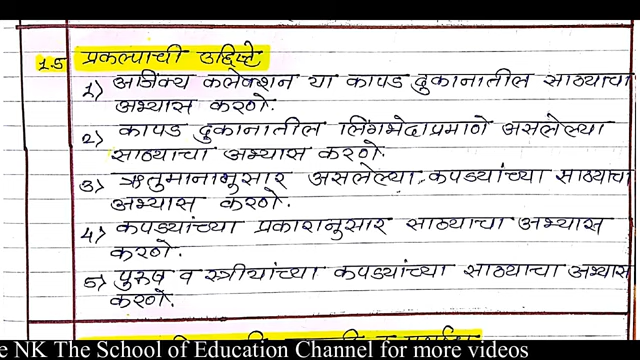 1.5 प्रकल्पाची उद्दिष्टे
1) अजिंक्य कलेक्शन या कापड दुकानातील साठ्याचा
अभ्यास करणे.
2) कापड दुकानातील लिंगभेदाप्रमाणे असलेल्या
साठ्याचा अभ्यास करणे.
3) ऋतुमानानुसार असलेल्या कपड्यांच्या साठ्याचा
अभ्यास करणे.
4) कपड्यांच्या प्रकारानुसार साठ्याचा अभ्यास
करणे.
5) पुरुष व स्त्रीयांच्या कपड्यांच्या साठ्याचा अभ्यास
करणे.
e NK The School of Education Channel for more videos